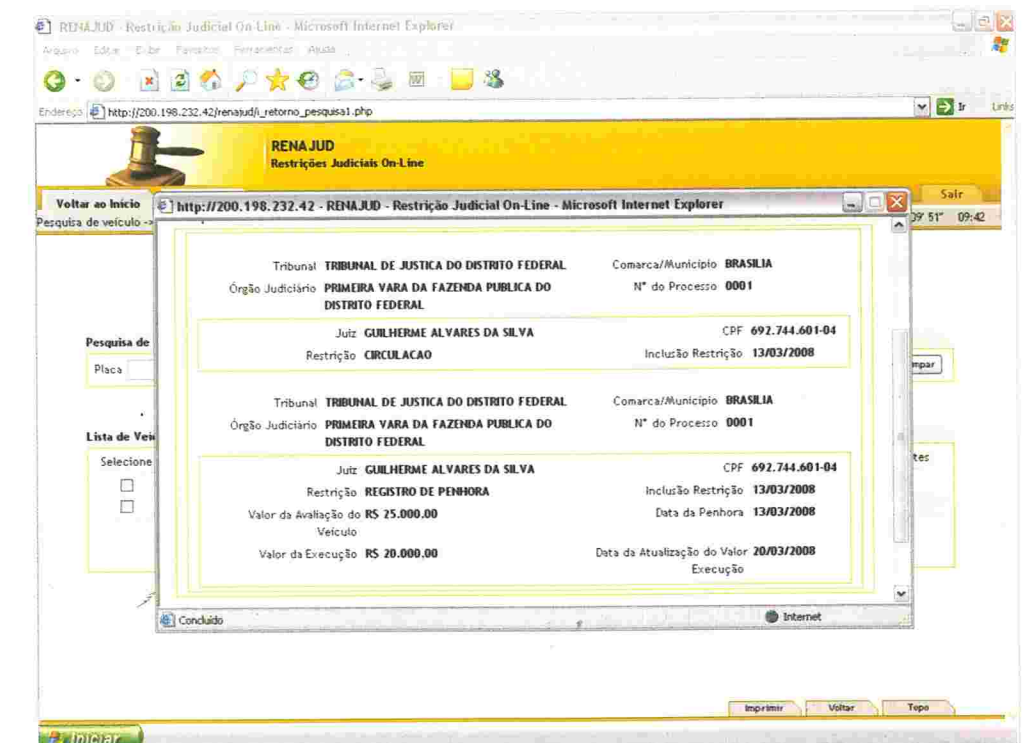 RENAJUD - Restrição Judicial On-Line - Microsoft Internet Explorer
Arquivo Editar Exibir Favoritos Ferramentas Ajuda
Endereço http://200.198.232.42/renajud/i_retorno_pesquisa1.php Ir Links
RENAJUD
Restrições Judiciais On-Line
Voltar ao Início
Sair
http://200.198.232.42 - RENAJUD - Restrição Judicial On-Line - Microsoft Internet Explorer
Pesquisa de veículo ->
09' 51" 09:42
Tribunal TRIBUNAL DE JUSTICA DO DISTRITO FEDERAL Comarca/Município BRASILIA
Órgão Judiciário PRIMEIRA VARA DA FAZENDA PUBLICA DO DISTRITO FEDERAL N° do Processo 0001
Juiz GUILHERME ALVARES DA SILVA CPF 692.744.601-04
Restrição CIRCULACAO Inclusão Restrição 13/03/2008
Pesquisa de
Placa
mpar
Tribunal TRIBUNAL DE JUSTICA DO DISTRITO FEDERAL Comarca/Município BRASILIA
Órgão Judiciário PRIMEIRA VARA DA FAZENDA PUBLICA DO DISTRITO FEDERAL N° do Processo 0001
Lista de Veí
Selecione
tes
Juiz GUILHERME ALVARES DA SILVA CPF 692.744.601-04
Restrição REGISTRO DE PENHORA Inclusão Restrição 13/03/2008
Valor da Avaliação do Veículo R$ 25.000,00 Data da Penhora 13/03/2008
Valor da Execução R$ 20.000,00 Data da Atualização do Valor Execução 20/03/2008
Concluído Internet
Imprimir Voltar Topo
Iniciar